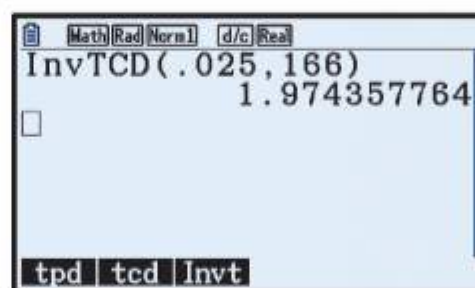 Math Rad Norm1 d/c Real
InvTCD(.025,166)
1.974357764
tpd tcd Invt